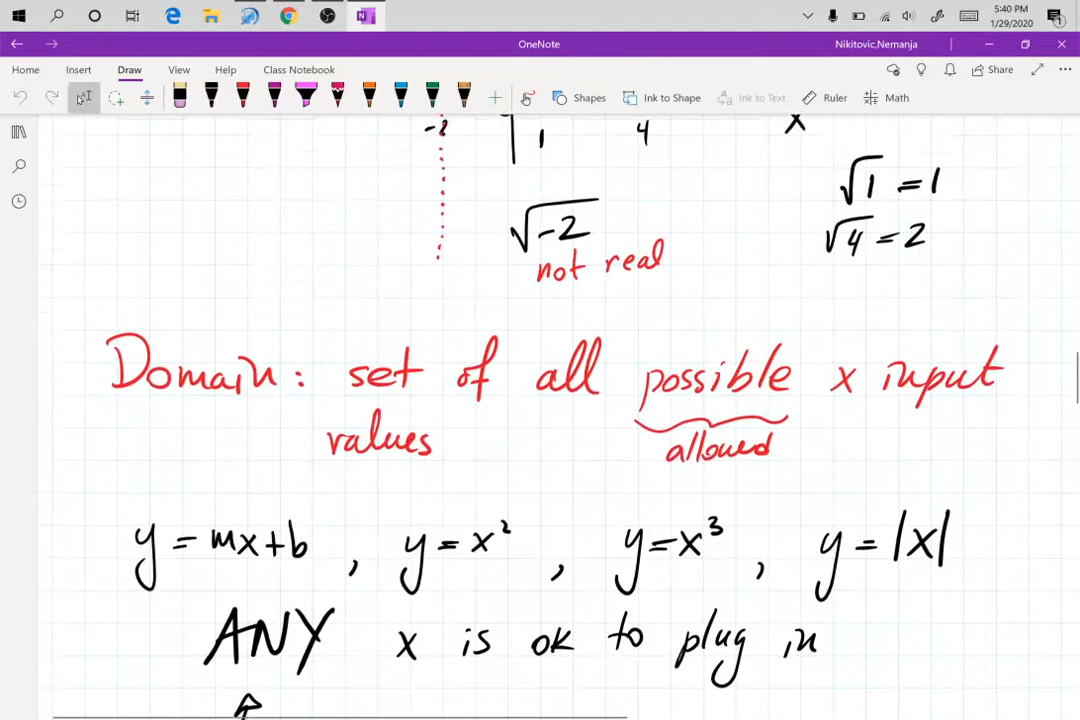 5:40 PM
1/29/2020
OneNote
Nikitovic,Nemanja
Home Insert Draw View Help Class Notebook Share
Shapes Ink to Shape Ink to Text Ruler Math
-2 1 4 x
√1 = 1
√-2
√4 = 2
not real
Domain: set of all possible x input
values allowed
y = mx+b , y = x² , y=x³ , y = |x|
ANY x is ok to plug in